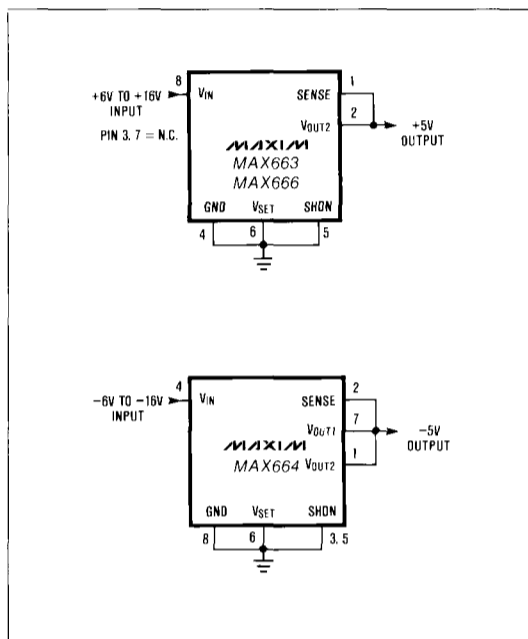 8
1
+6V TO +16V
INPUT
VIN
SENSE
2
VOUT2
+5V
OUTPUT
PIN 3, 7 = N.C.
MAXIM
MAX663
MAX666
GND VSET SHDN
4 6 5
4
2
−6V TO −16V
INPUT
VIN
SENSE
7
VOUT1
−5V
OUTPUT
1
MAXIM
MAX664 VOUT2
GND VSET SHDN
8 6 3, 5